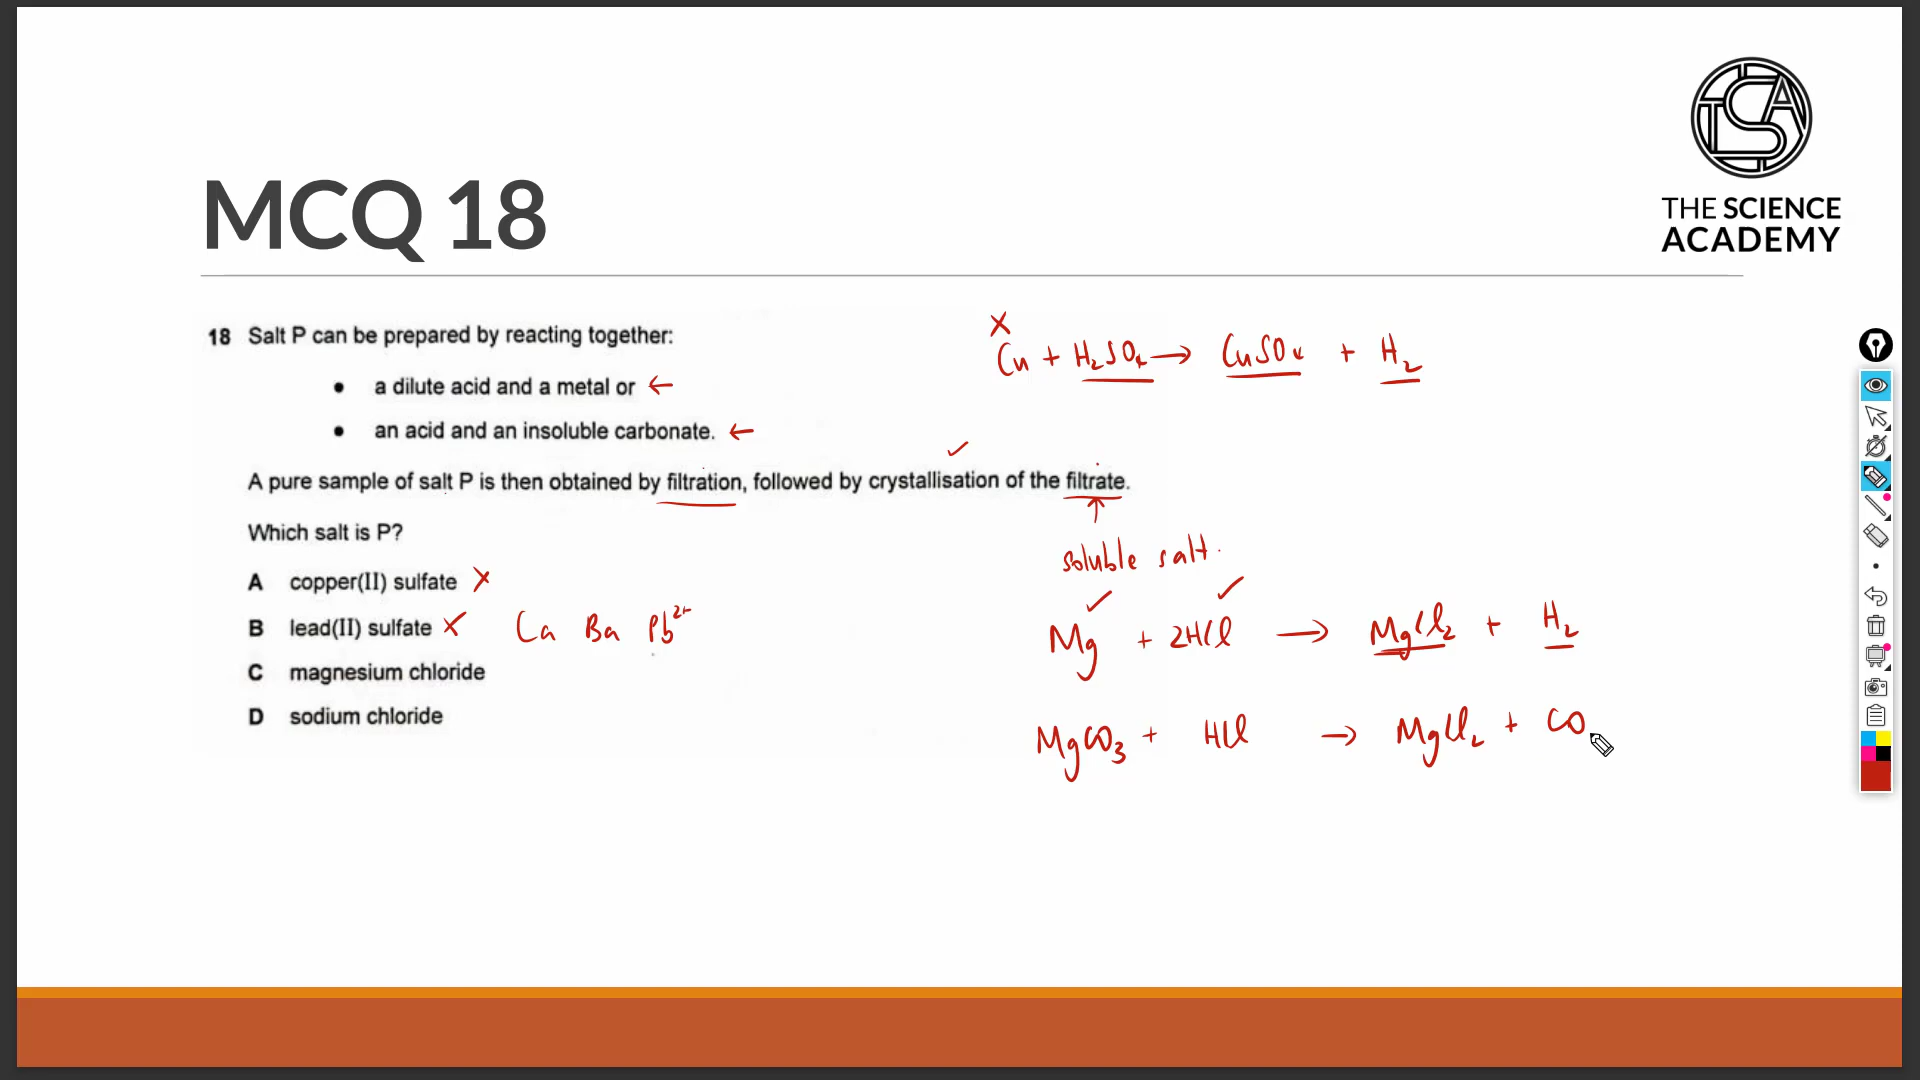 THE SCIENCE
ACADEMY
MCQ 18
18 Salt P can be prepared by reacting together:
• a dilute acid and a metal or ←
• an acid and an insoluble carbonate. ←
A pure sample of salt P is then obtained by filtration, followed by crystallisation of the filtrate.
Which salt is P?
A copper(II) sulfate ✗
B lead(II) sulfate ✗ Ca Ba Pb²⁺
C magnesium chloride
D sodium chloride
✗
Cu + H₂SO₄ → CuSO₄ + H₂
✓
↑
soluble salt.
✓ ✓
Mg + 2HCl → MgCl₂ + H₂
MgCO₃ + HCl → MgCl₂ + CO